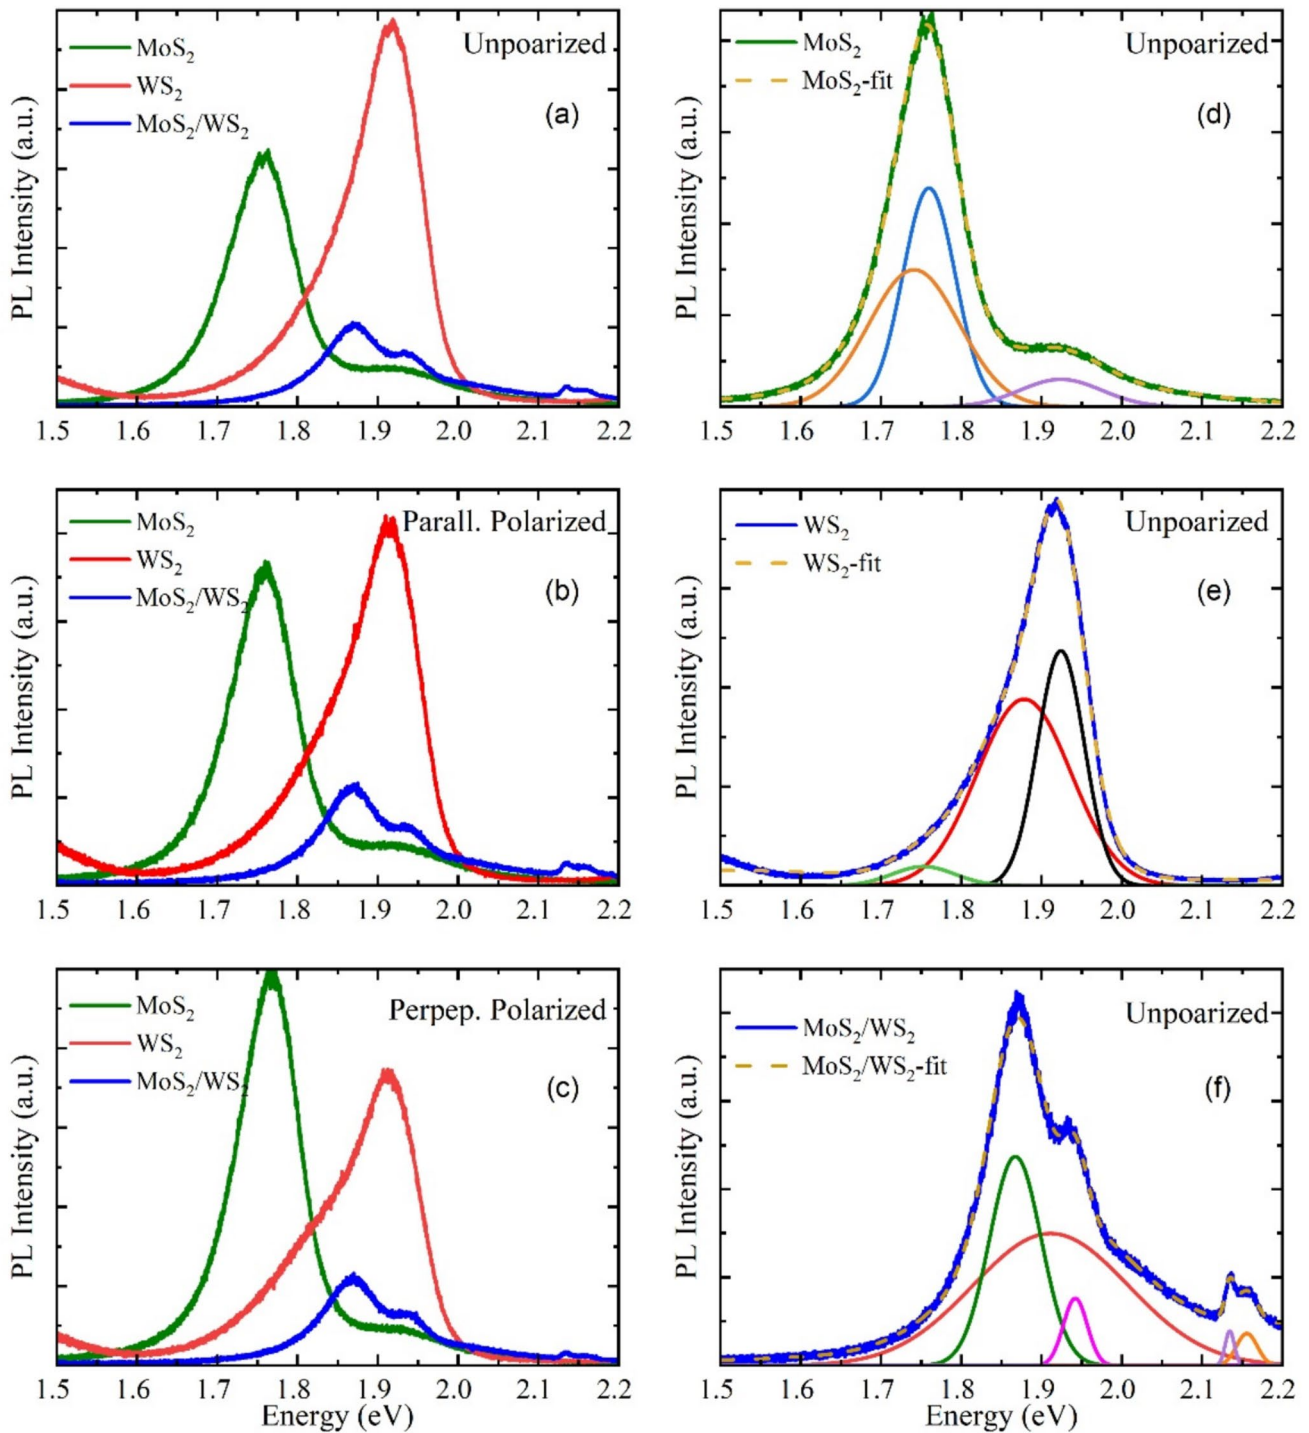 MoS₂
WS₂
MoS₂/WS₂
Unpoarized
(a)
PL Intensity (a.u.)
1.5 1.6 1.7 1.8 1.9 2.0 2.1 2.2
MoS₂
MoS₂-fit
Unpoarized
(d)
PL Intensity (a.u.)
1.5 1.6 1.7 1.8 1.9 2.0 2.1 2.2
MoS₂
WS₂
MoS₂/WS₂
Parall. Polarized
(b)
PL Intensity (a.u.)
1.5 1.6 1.7 1.8 1.9 2.0 2.1 2.2
WS₂
WS₂-fit
Unpoarized
(e)
PL Intensity (a.u.)
1.5 1.6 1.7 1.8 1.9 2.0 2.1 2.2
MoS₂
WS₂
MoS₂/WS₂
Perpep. Polarized
(c)
PL Intensity (a.u.)
1.5 1.6 1.7 1.8 1.9 2.0 2.1 2.2
Energy (eV)
MoS₂/WS₂
MoS₂/WS₂-fit
Unpoarized
(f)
PL Intensity (a.u.)
1.5 1.6 1.7 1.8 1.9 2.0 2.1 2.2
Energy (eV)